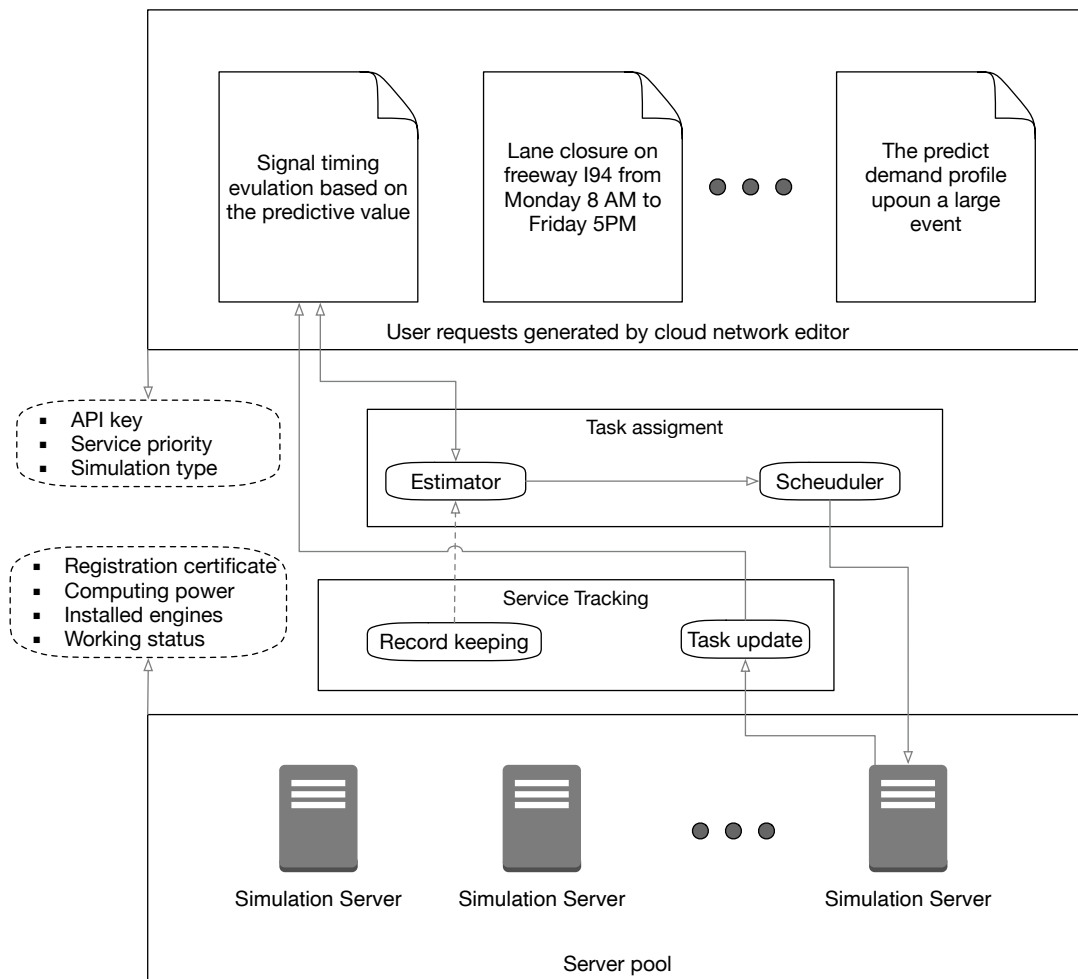 Signal timing
evulation based on
the predictive value
Lane closure on
freeway I94 from
Monday 8 AM to
Friday 5PM
The predict
demand profile
upoun a large
event
User requests generated by cloud network editor
▪ API key
▪ Service priority
▪ Simulation type
Task assigment
Estimator
Scheuduler
▪ Registration certificate
▪ Computing power
▪ Installed engines
▪ Working status
Service Tracking
Record keeping
Task update
Simulation Server
Simulation Server
Simulation Server
Server pool